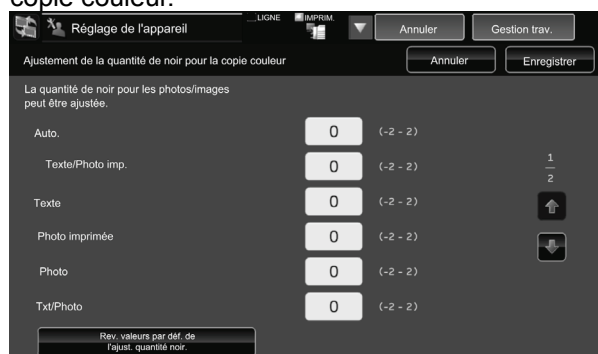 copie couleur.
Réglage de l'appareil
LIGNE
IMPRIM.
Annuler
Gestion trav.
Ajustement de la quantité de noir pour la copie couleur
Annuler
Enregistrer
La quantité de noir pour les photos/images
peut être ajustée.
Auto. 0 (-2 - 2)
Texte/Photo imp. 0 (-2 - 2)
1
2
Texte 0 (-2 - 2)
Photo imprimée 0 (-2 - 2)
Photo 0 (-2 - 2)
Txt/Photo 0 (-2 - 2)
Rev. valeurs par déf. de
l'ajust. quantité noir.